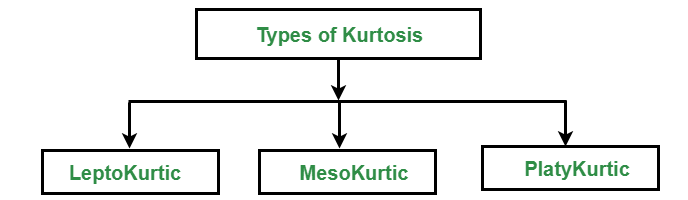 Types of Kurtosis
LeptoKurtic
MesoKurtic
PlatyKurtic